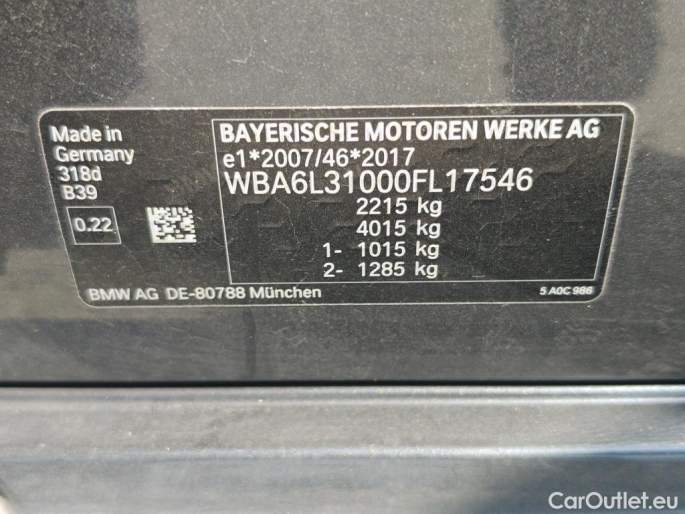 Made in
Germany
318d
B39
0.22
BAYERISCHE MOTOREN WERKE AG
e1*2007/46*2017
WBA6L31000FL17546
2215 kg
4015 kg
1- 1015 kg
2- 1285 kg
BMW AG DE-80788 München
5 A0C 986
CarOutlet.eu